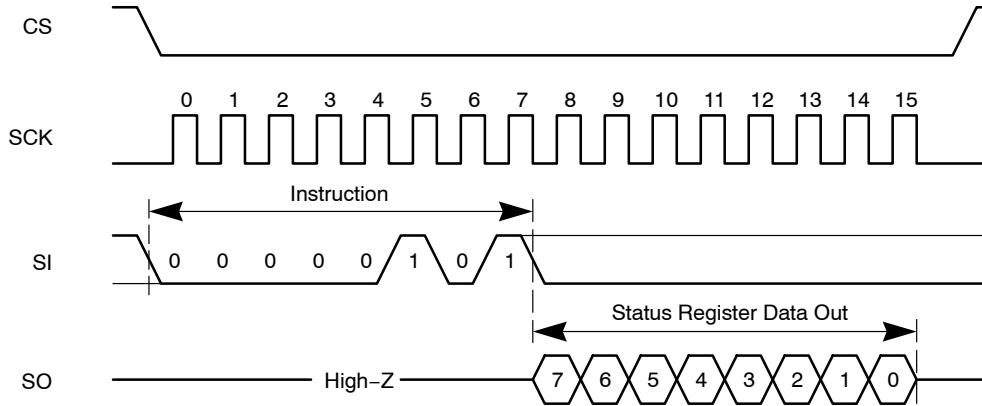 CS
0 1 2 3 4 5 6 7 8 9 10 11 12 13 14 15
SCK
Instruction
SI 0 0 0 0 0 1 0 1
Status Register Data Out
SO High−Z 7 6 5 4 3 2 1 0